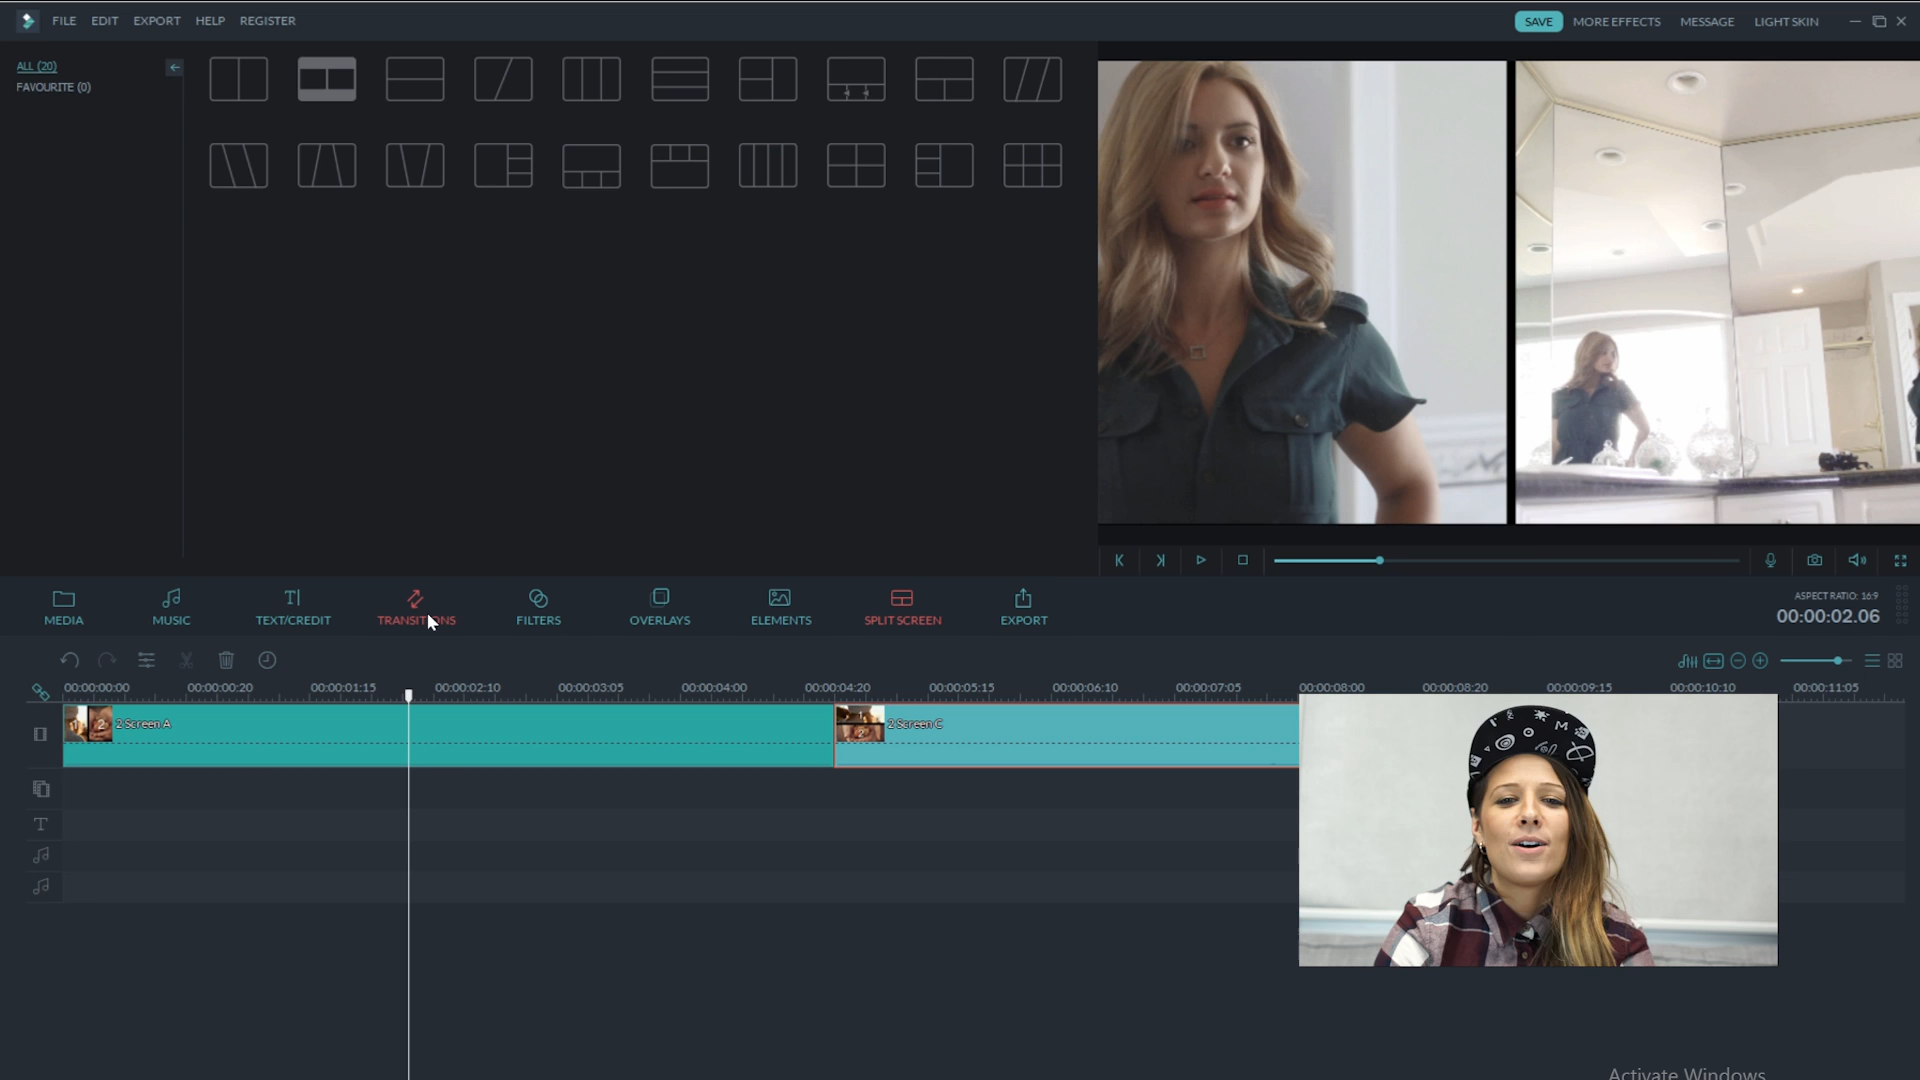 FILE EDIT EXPORT HELP REGISTER
SAVE MORE EFFECTS MESSAGE LIGHT SKIN
ALL (20)
FAVOURITE (0)
MEDIA MUSIC TEXT/CREDIT TRANSITIONS FILTERS OVERLAYS ELEMENTS SPLIT SCREEN EXPORT
ASPECT RATIO: 16:9
00:00:02.06
00:00:00:00 00:00:00:20 00:00:01:15 00:00:02:10 00:00:03:05 00:00:04:00 00:00:04:20 00:00:05:15 00:00:06:10 00:00:07:05 00:00:08:00 00:00:08:20 00:00:09:15 00:00:10:10 00:00:11:05
2 Screen A
2 Screen C
Activate Windows